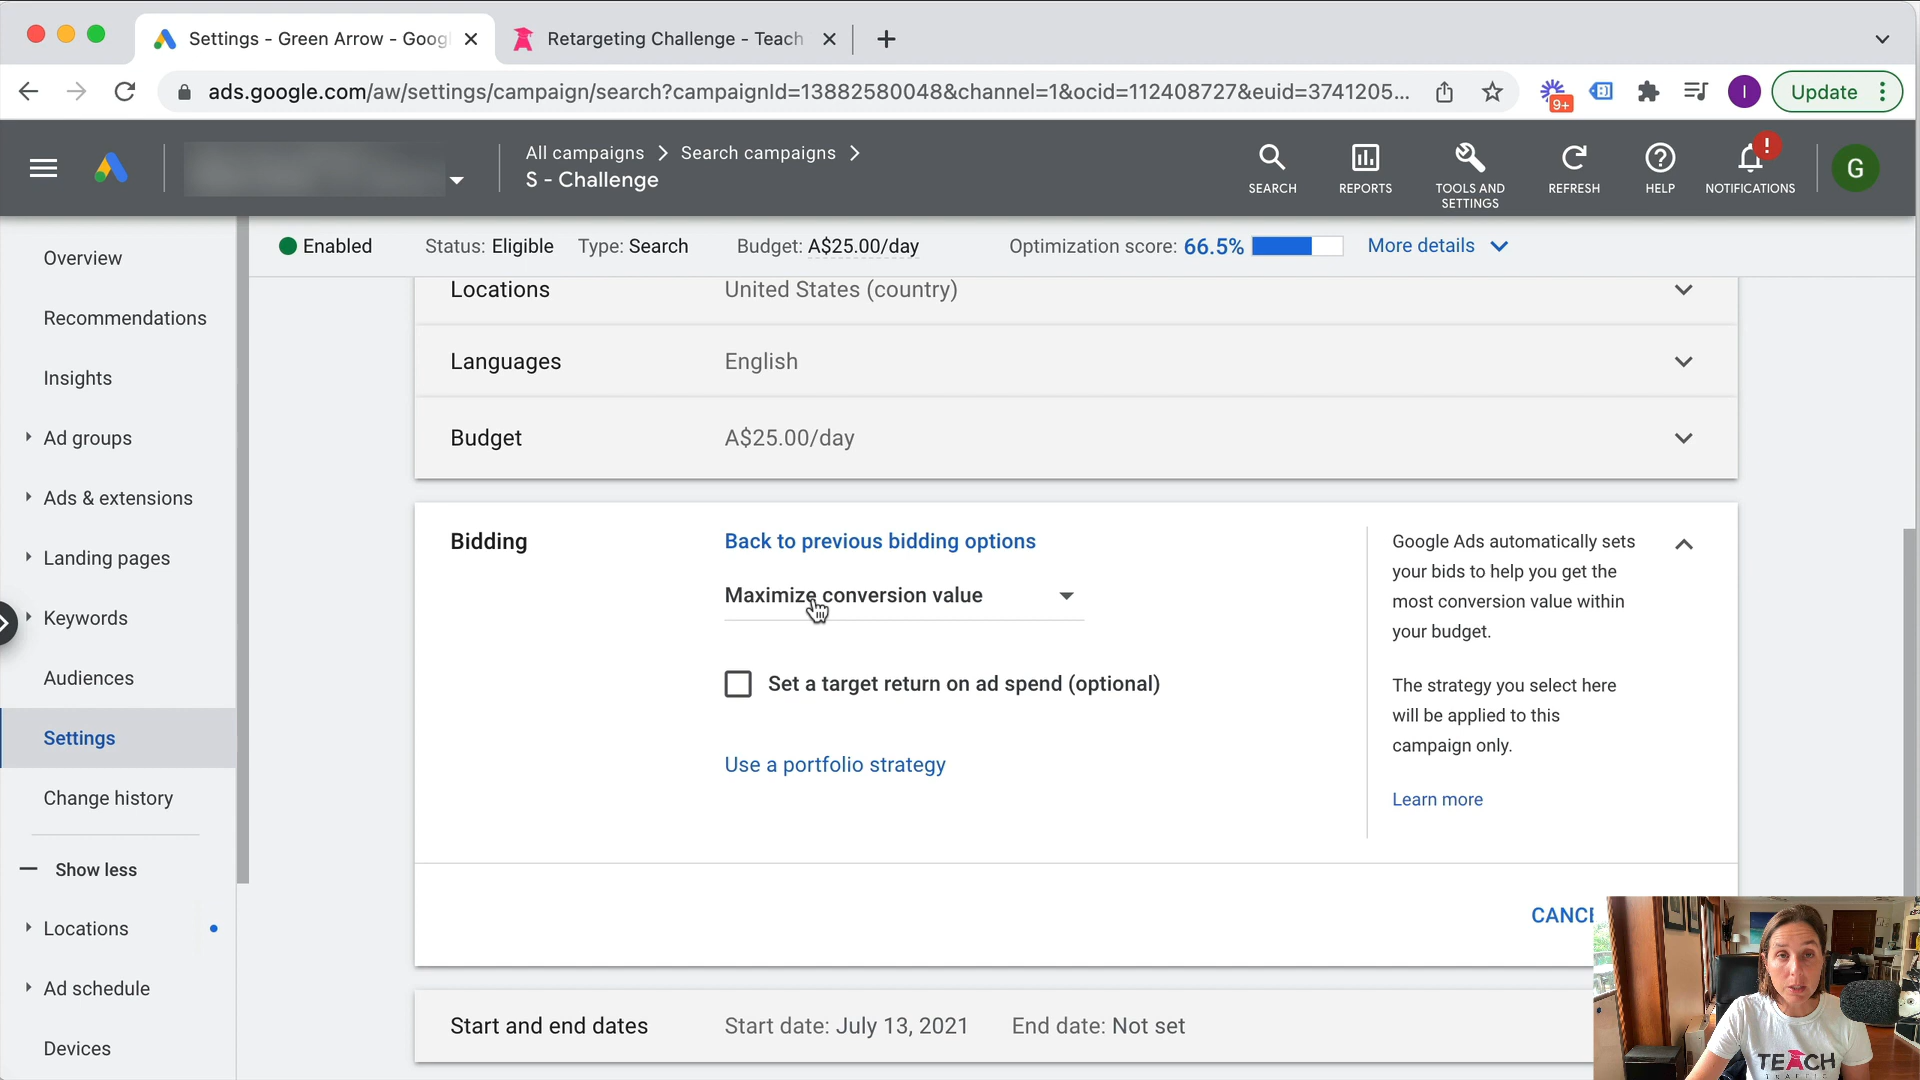 Settings - Green Arrow - Goog
Retargeting Challenge - Teach
ads.google.com/aw/settings/campaign/search?campaignId=13882580048&channel=1&ocid=112408727&euid=3741205...
9+
I
Update
All campaigns > Search campaigns >
S - Challenge
SEARCH
REPORTS
TOOLS AND SETTINGS
REFRESH
HELP
!
NOTIFICATIONS
G
Enabled
Status: Eligible
Type: Search
Budget: A$25.00/day
Optimization score: 66.5%
More details
Overview
Recommendations
Insights
Ad groups
Ads & extensions
Landing pages
Keywords
Audiences
Settings
Change history
Show less
Locations
Ad schedule
Devices
Locations
United States (country)
Languages
English
Budget
A$25.00/day
Bidding
Back to previous bidding options
Maximize conversion value
Set a target return on ad spend (optional)
Use a portfolio strategy
Google Ads automatically sets
your bids to help you get the
most conversion value within
your budget.
The strategy you select here
will be applied to this
campaign only.
Learn more
CANCE
Start and end dates
Start date: July 13, 2021
End date: Not set
TEACH
TRAFFIC